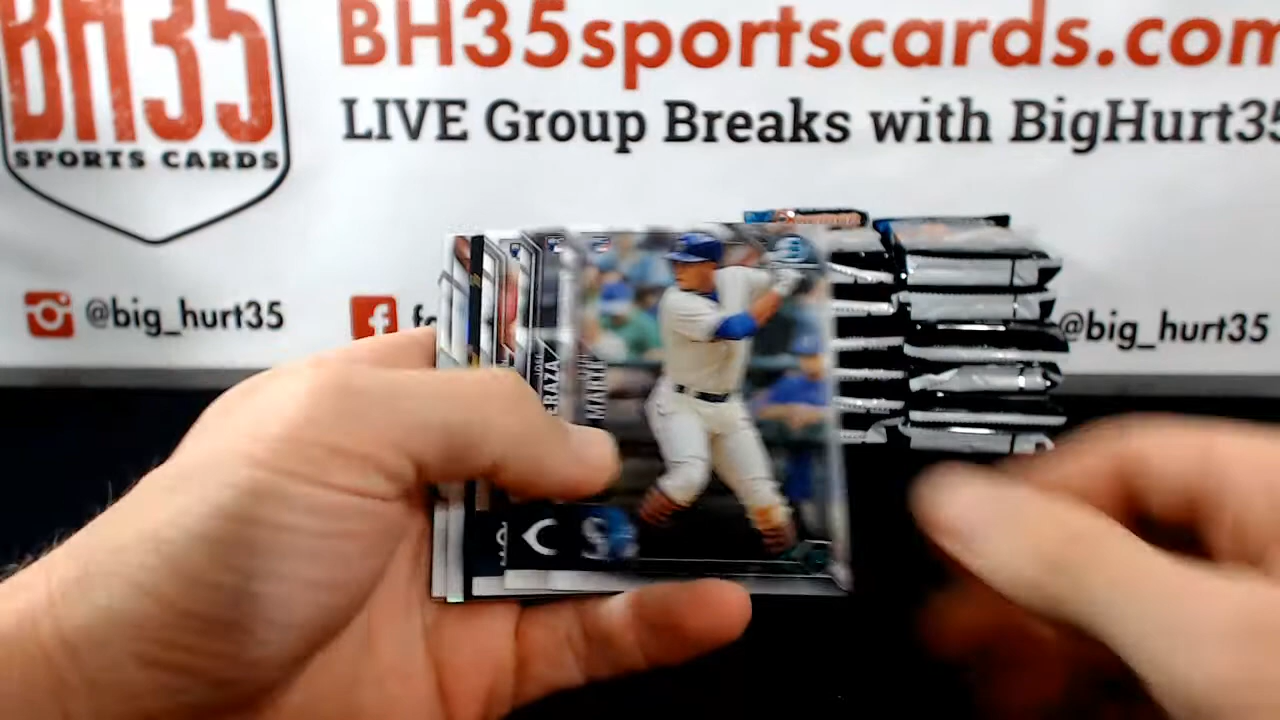 BH35
SPORTS CARDS
BH35sportscards.com
LIVE Group Breaks with BigHurt35
@big_hurt35
@big_hurt35